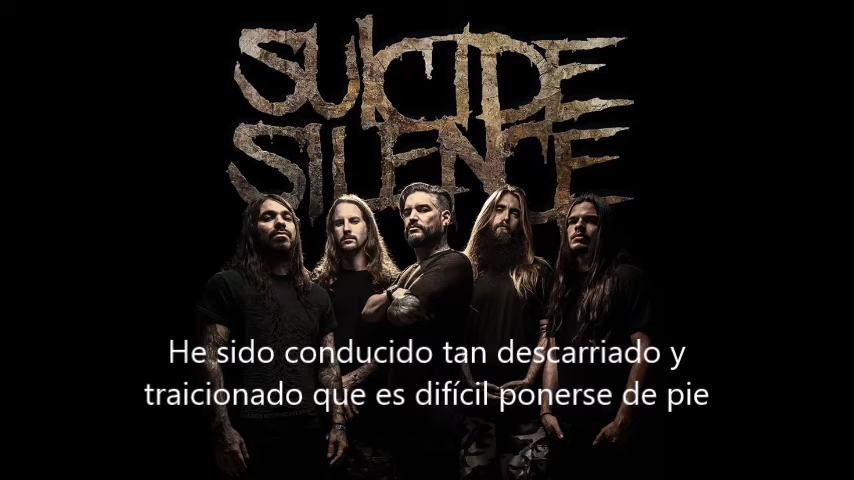 SUICIDE
SILENCE
He sido conducido tan descarriado y
traicionado que es difícil ponerse de pie